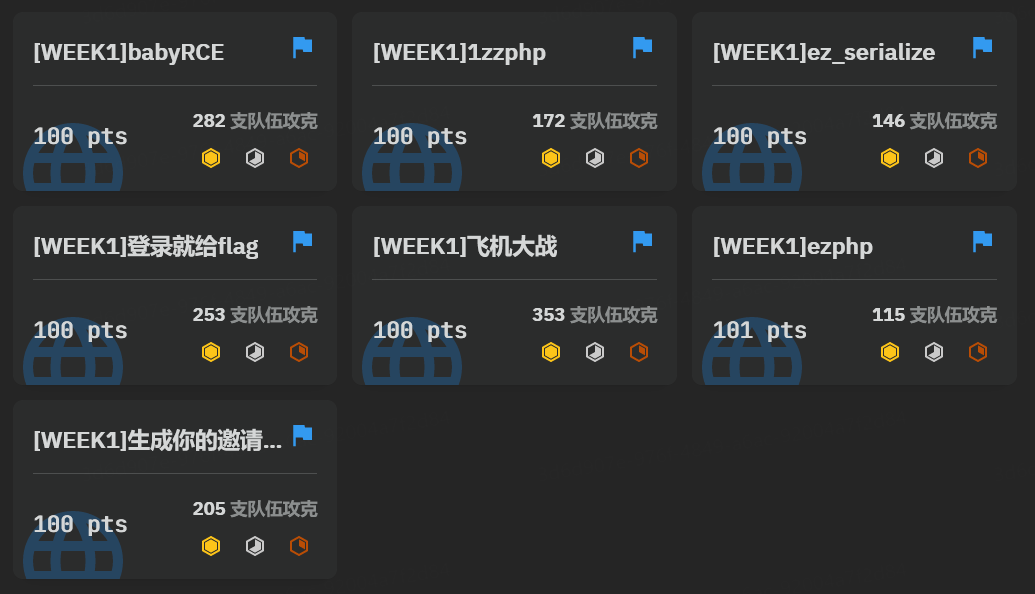 [WEEK1]babyRCE
282 支队伍攻克
100 pts
[WEEK1]1zzphp
172 支队伍攻克
100 pts
[WEEK1]ez_serialize
146 支队伍攻克
100 pts
[WEEK1]登录就给flag
253 支队伍攻克
100 pts
[WEEK1]飞机大战
353 支队伍攻克
100 pts
[WEEK1]ezphp
115 支队伍攻克
101 pts
[WEEK1]生成你的邀请...
205 支队伍攻克
100 pts